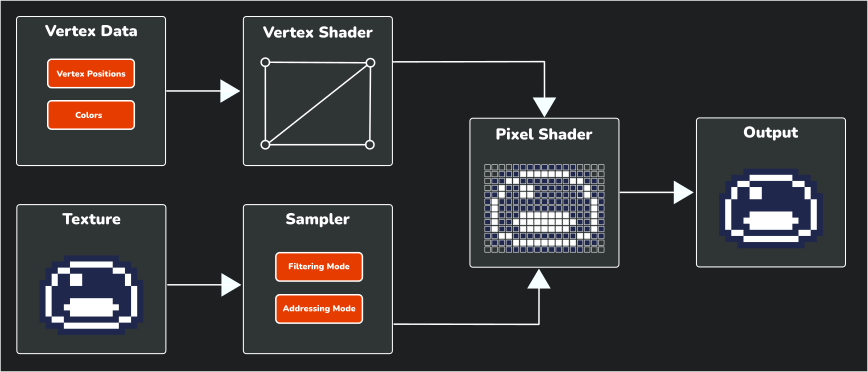 Vertex Data
Vertex Positions
Colors
Vertex Shader
Pixel Shader
Output
Texture
Sampler
Filtering Mode
Addressing Mode